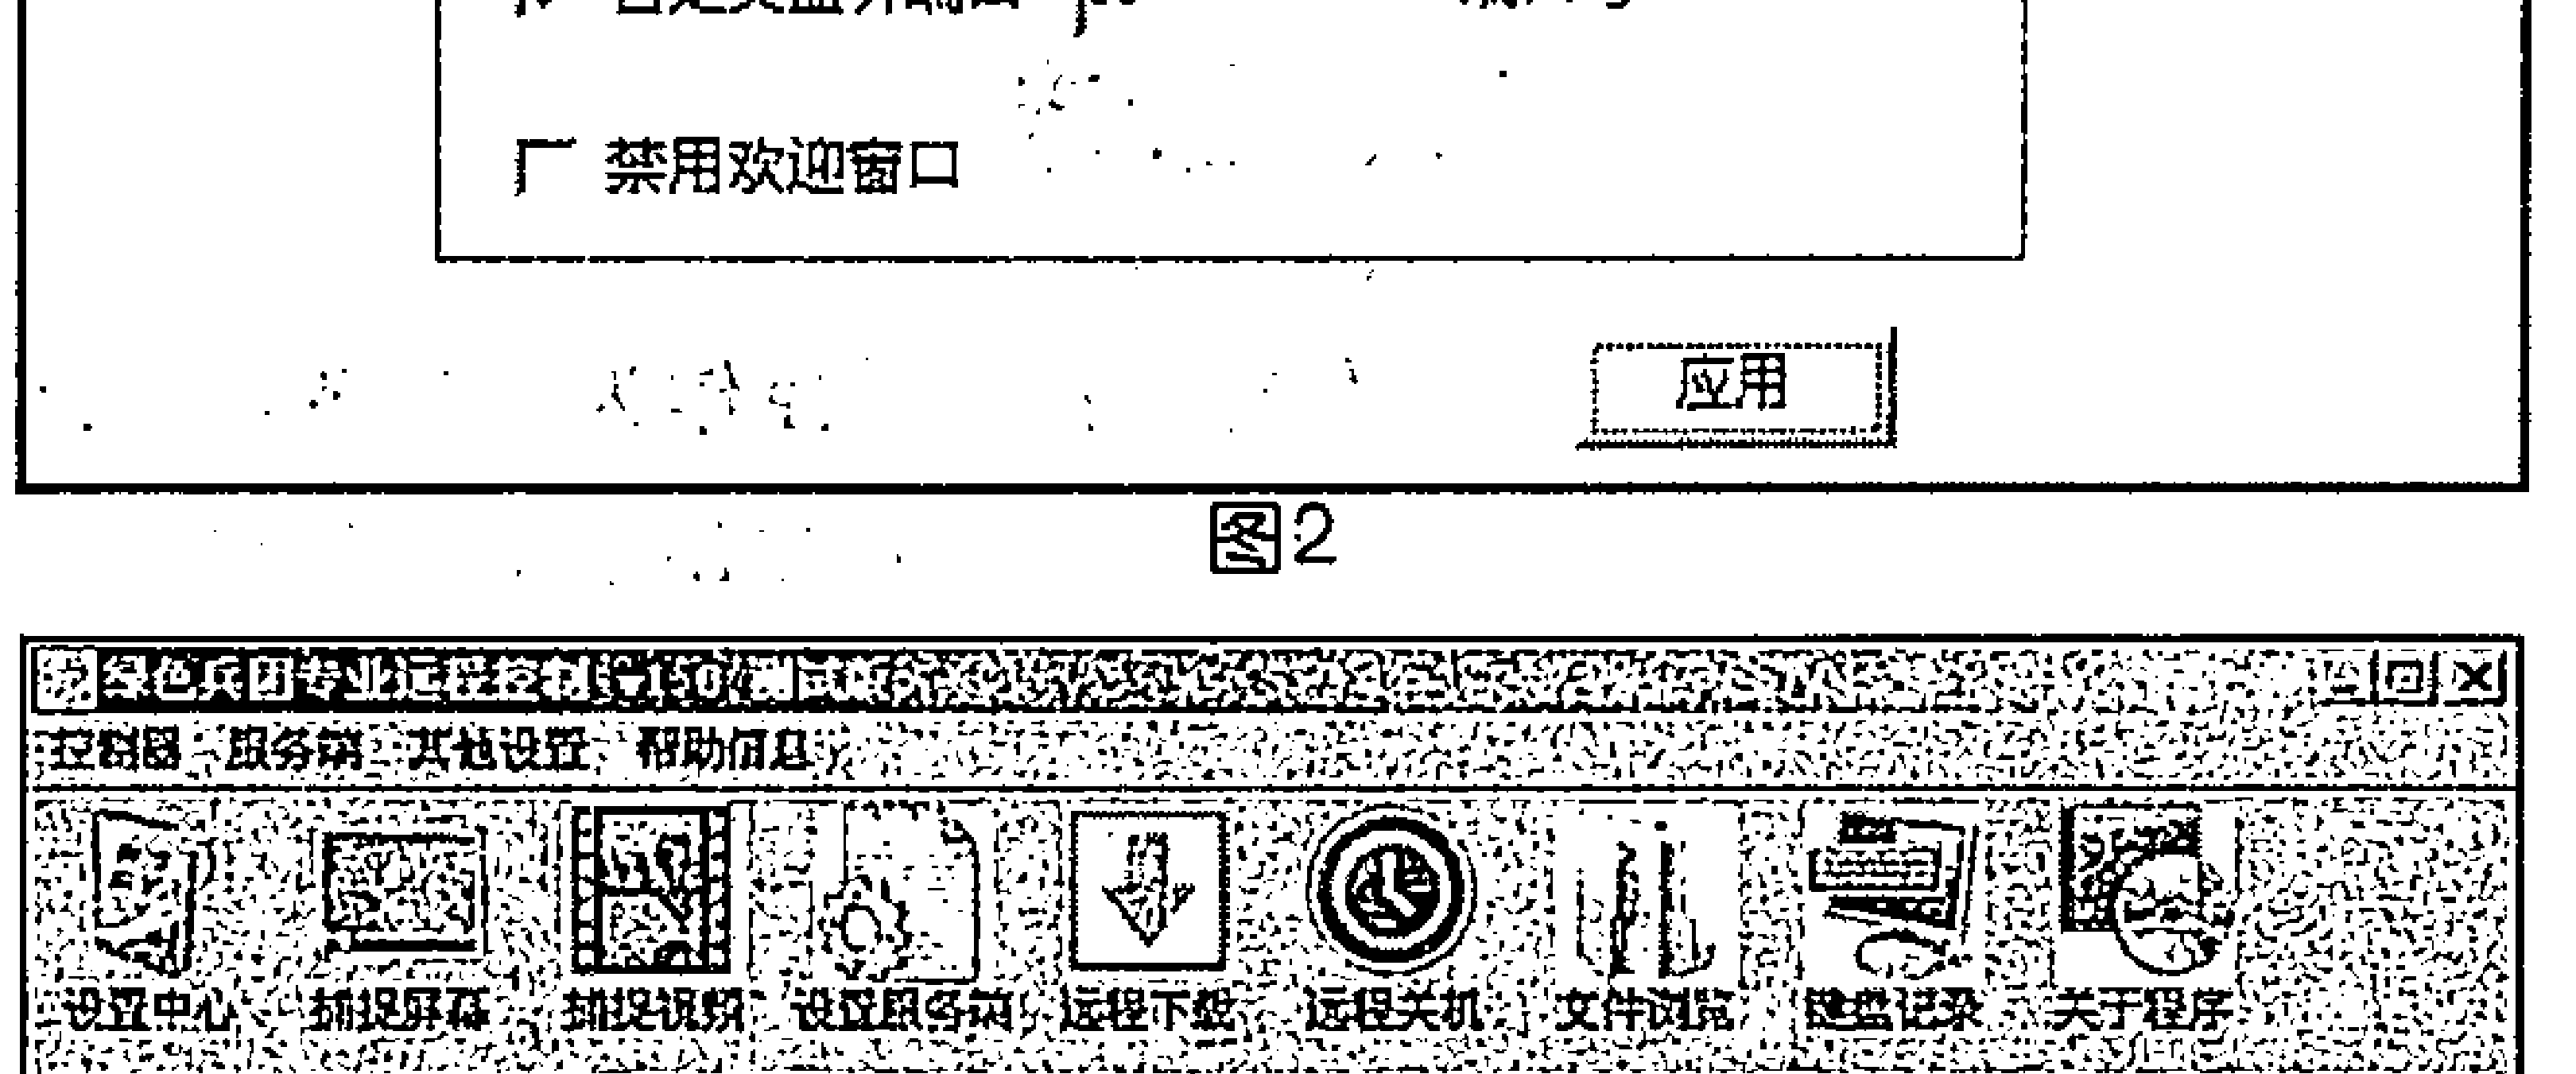 禁用欢迎窗口
应用
图2
绿色兵团专业远程控制
控制器 服务端 其他设置 帮助信息
设置中心 捕捉屏幕 捕捉视频 设置服务端 远程下载 远程关机 文件浏览 键盘记录 关于程序